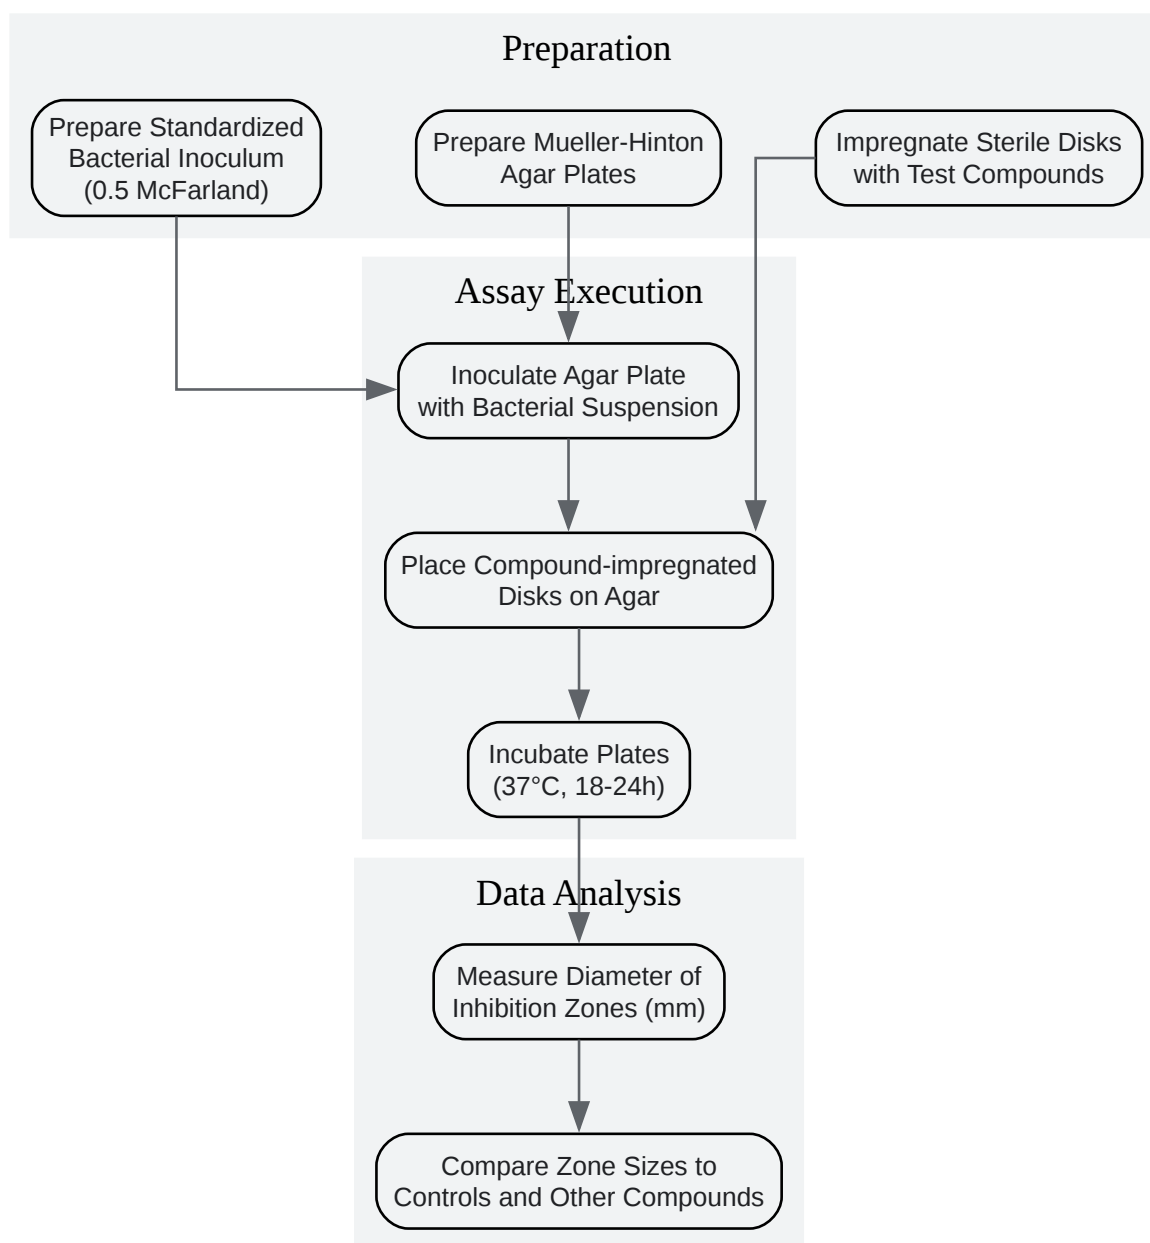 Preparation
Prepare Standardized
Bacterial Inoculum
(0.5 McFarland)
Prepare Mueller-Hinton
Agar Plates
Impregnate Sterile Disks
with Test Compounds
Assay Execution
Inoculate Agar Plate
with Bacterial Suspension
Place Compound-impregnated
Disks on Agar
Incubate Plates
(37°C, 18-24h)
Data Analysis
Measure Diameter of
Inhibition Zones (mm)
Compare Zone Sizes to
Controls and Other Compounds